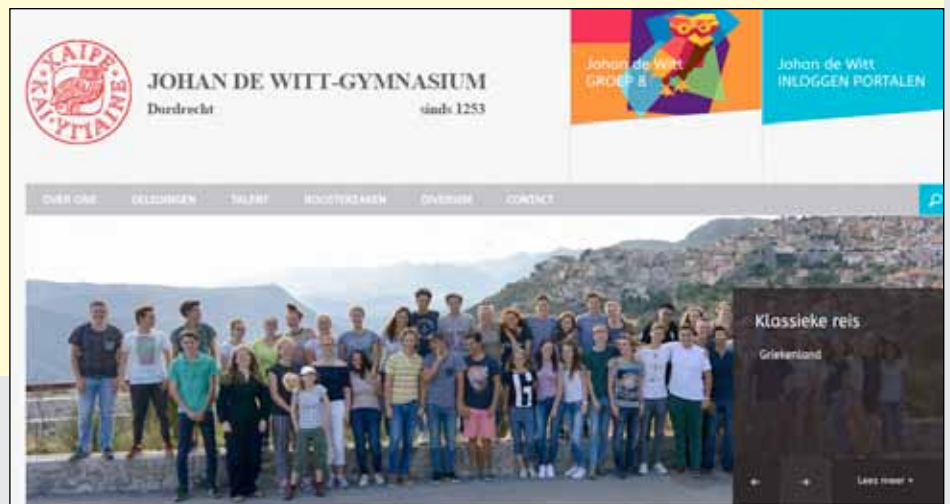 ΧΑΙΡΕ
ΚΑΙ ΥΓΙΑΙΝΕ
JOHAN DE WITT-GYMNASIUM
Dordrecht sinds 1253
Johan de Witt
GROEP 8
Johan de Witt
INLOGGEN PORTALEN
OVER ONS GELEDINGEN TALENT ROOSTERZAKEN DIVERSEN CONTACT
Klassieke reis
Griekenland
Lees meer